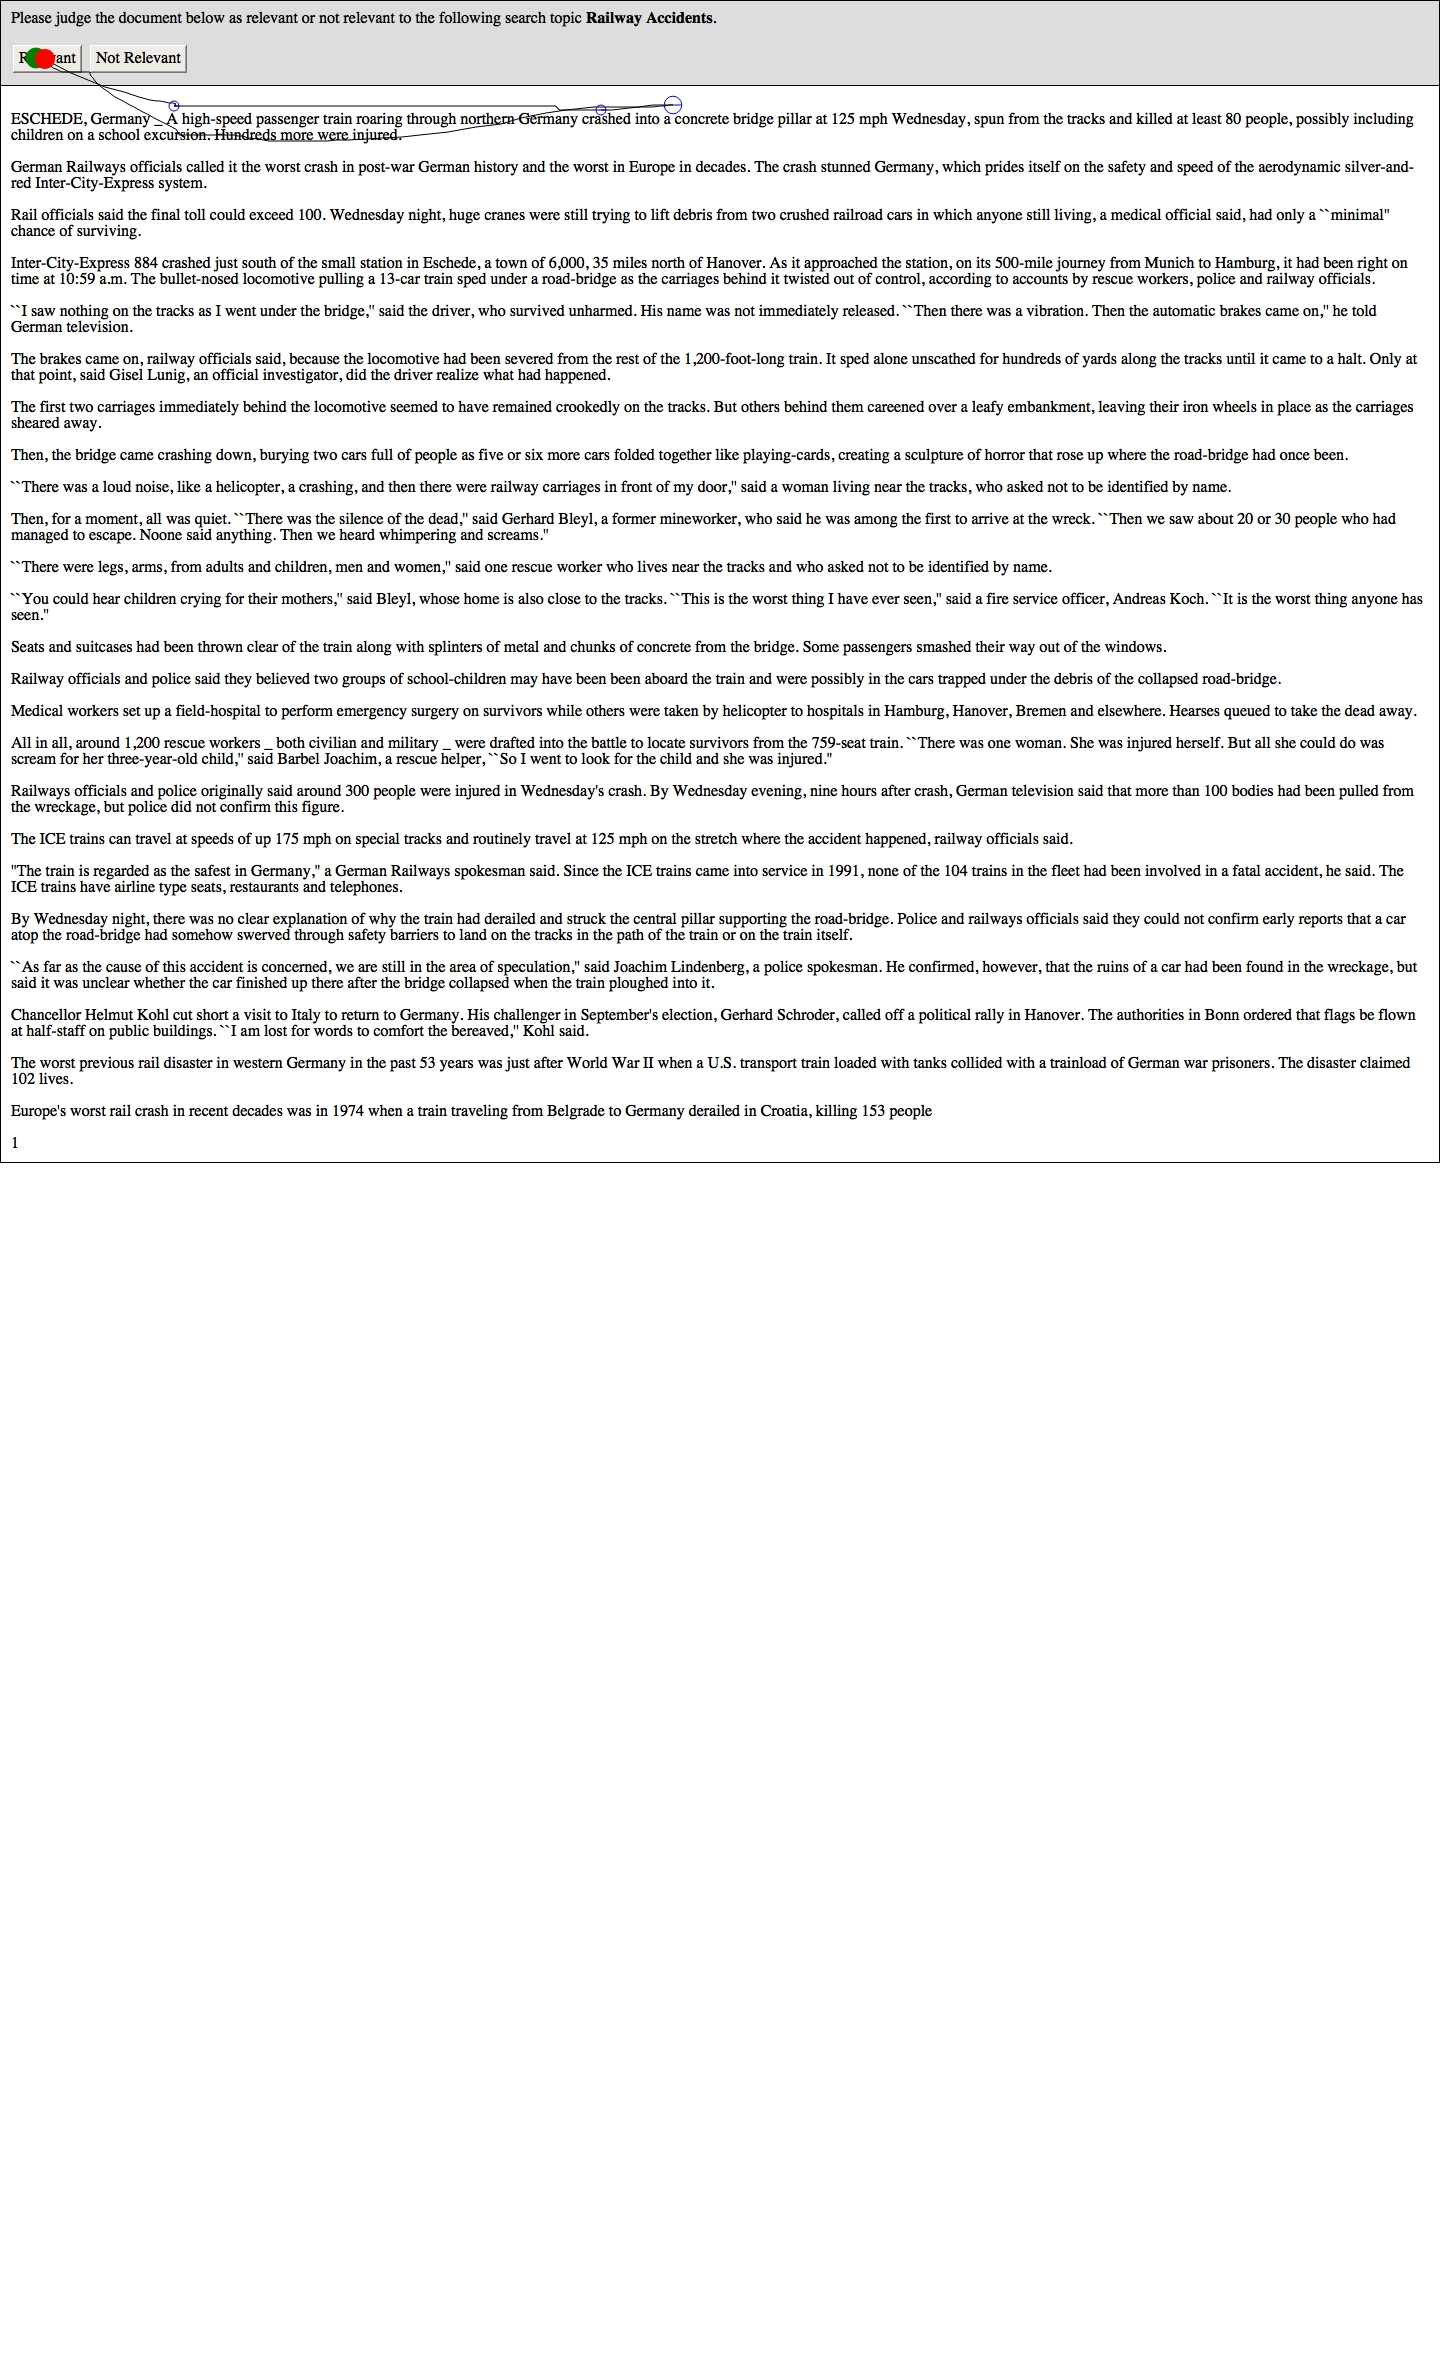 Please judge the document below as relevant or not relevant to the following search topic Railway Accidents.
Not Relevant
ESCHEDE, Germany _ A high-speed passenger train roaring through northern Germany crashed into a concrete bridge pillar at 125 mph Wednesday, spun from the tracks and killed at least 80 people, possibly including
children on a school excursion. Hundreds more were injured.
German Railways officials called it the worst crash in post-war German history and the worst in Europe in decades. The crash stunned Germany, which prides itself on the safety and speed of the aerodynamic silver-and-
red Inter-City-Express system.
Rail officials said the final toll could exceed 100. Wednesday night, huge cranes were still trying to lift debris from two crushed railroad cars in which anyone still living, a medical official said, had only a ``minimal''
chance of surviving.
Inter-City-Express 884 crashed just south of the small station in Eschede, a town of 6,000, 35 miles north of Hanover. As it approached the station, on its 500-mile journey from Munich to Hamburg, it had been right on
time at 10:59 a.m. The bullet-nosed locomotive pulling a 13-car train sped under a road-bridge as the carriages behind it twisted out of control, according to accounts by rescue workers, police and railway officials.
``I saw nothing on the tracks as I went under the bridge,'' said the driver, who survived unharmed. His name was not immediately released. ``Then there was a vibration. Then the automatic brakes came on,'' he told
German television.
The brakes came on, railway officials said, because the locomotive had been severed from the rest of the 1,200-foot-long train. It sped alone unscathed for hundreds of yards along the tracks until it came to a halt. Only at
that point, said Gisel Lunig, an official investigator, did the driver realize what had happened.
The first two carriages immediately behind the locomotive seemed to have remained crookedly on the tracks. But others behind them careened over a leafy embankment, leaving their iron wheels in place as the carriages
sheared away.
Then, the bridge came crashing down, burying two cars full of people as five or six more cars folded together like playing-cards, creating a sculpture of horror that rose up where the road-bridge had once been.
``There was a loud noise, like a helicopter, a crashing, and then there were railway carriages in front of my door,'' said a woman living near the tracks, who asked not to be identified by name.
Then, for a moment, all was quiet. ``There was the silence of the dead,'' said Gerhard Bleyl, a former mineworker, who said he was among the first to arrive at the wreck. ``Then we saw about 20 or 30 people who had
managed to escape. Noone said anything. Then we heard whimpering and screams.''
``There were legs, arms, from adults and children, men and women,'' said one rescue worker who lives near the tracks and who asked not to be identified by name.
``You could hear children crying for their mothers,'' said Bleyl, whose home is also close to the tracks. ``This is the worst thing I have ever seen,'' said a fire service officer, Andreas Koch. ``It is the worst thing anyone has
seen.''
Seats and suitcases had been thrown clear of the train along with splinters of metal and chunks of concrete from the bridge. Some passengers smashed their way out of the windows.
Railway officials and police said they believed two groups of school-children may have been been aboard the train and were possibly in the cars trapped under the debris of the collapsed road-bridge.
Medical workers set up a field-hospital to perform emergency surgery on survivors while others were taken by helicopter to hospitals in Hamburg, Hanover, Bremen and elsewhere. Hearses queued to take the dead away.
All in all, around 1,200 rescue workers _ both civilian and military _ were drafted into the battle to locate survivors from the 759-seat train. ``There was one woman. She was injured herself. But all she could do was
scream for her three-year-old child,'' said Barbel Joachim, a rescue helper, ``So I went to look for the child and she was injured.''
Railways officials and police originally said around 300 people were injured in Wednesday's crash. By Wednesday evening, nine hours after crash, German television said that more than 100 bodies had been pulled from
the wreckage, but police did not confirm this figure.
The ICE trains can travel at speeds of up 175 mph on special tracks and routinely travel at 125 mph on the stretch where the accident happened, railway officials said.
"The train is regarded as the safest in Germany,'' a German Railways spokesman said. Since the ICE trains came into service in 1991, none of the 104 trains in the fleet had been involved in a fatal accident, he said. The
ICE trains have airline type seats, restaurants and telephones.
By Wednesday night, there was no clear explanation of why the train had derailed and struck the central pillar supporting the road-bridge. Police and railways officials said they could not confirm early reports that a car
atop the road-bridge had somehow swerved through safety barriers to land on the tracks in the path of the train or on the train itself.
``As far as the cause of this accident is concerned, we are still in the area of speculation,'' said Joachim Lindenberg, a police spokesman. He confirmed, however, that the ruins of a car had been found in the wreckage, but
said it was unclear whether the car finished up there after the bridge collapsed when the train ploughed into it.
Chancellor Helmut Kohl cut short a visit to Italy to return to Germany. His challenger in September's election, Gerhard Schroder, called off a political rally in Hanover. The authorities in Bonn ordered that flags be flown
at half-staff on public buildings. ``I am lost for words to comfort the bereaved,'' Kohl said.
The worst previous rail disaster in western Germany in the past 53 years was just after World War II when a U.S. transport train loaded with tanks collided with a trainload of German war prisoners. The disaster claimed
102 lives.
Europe's worst rail crash in recent decades was in 1974 when a train traveling from Belgrade to Germany derailed in Croatia, killing 153 people
1